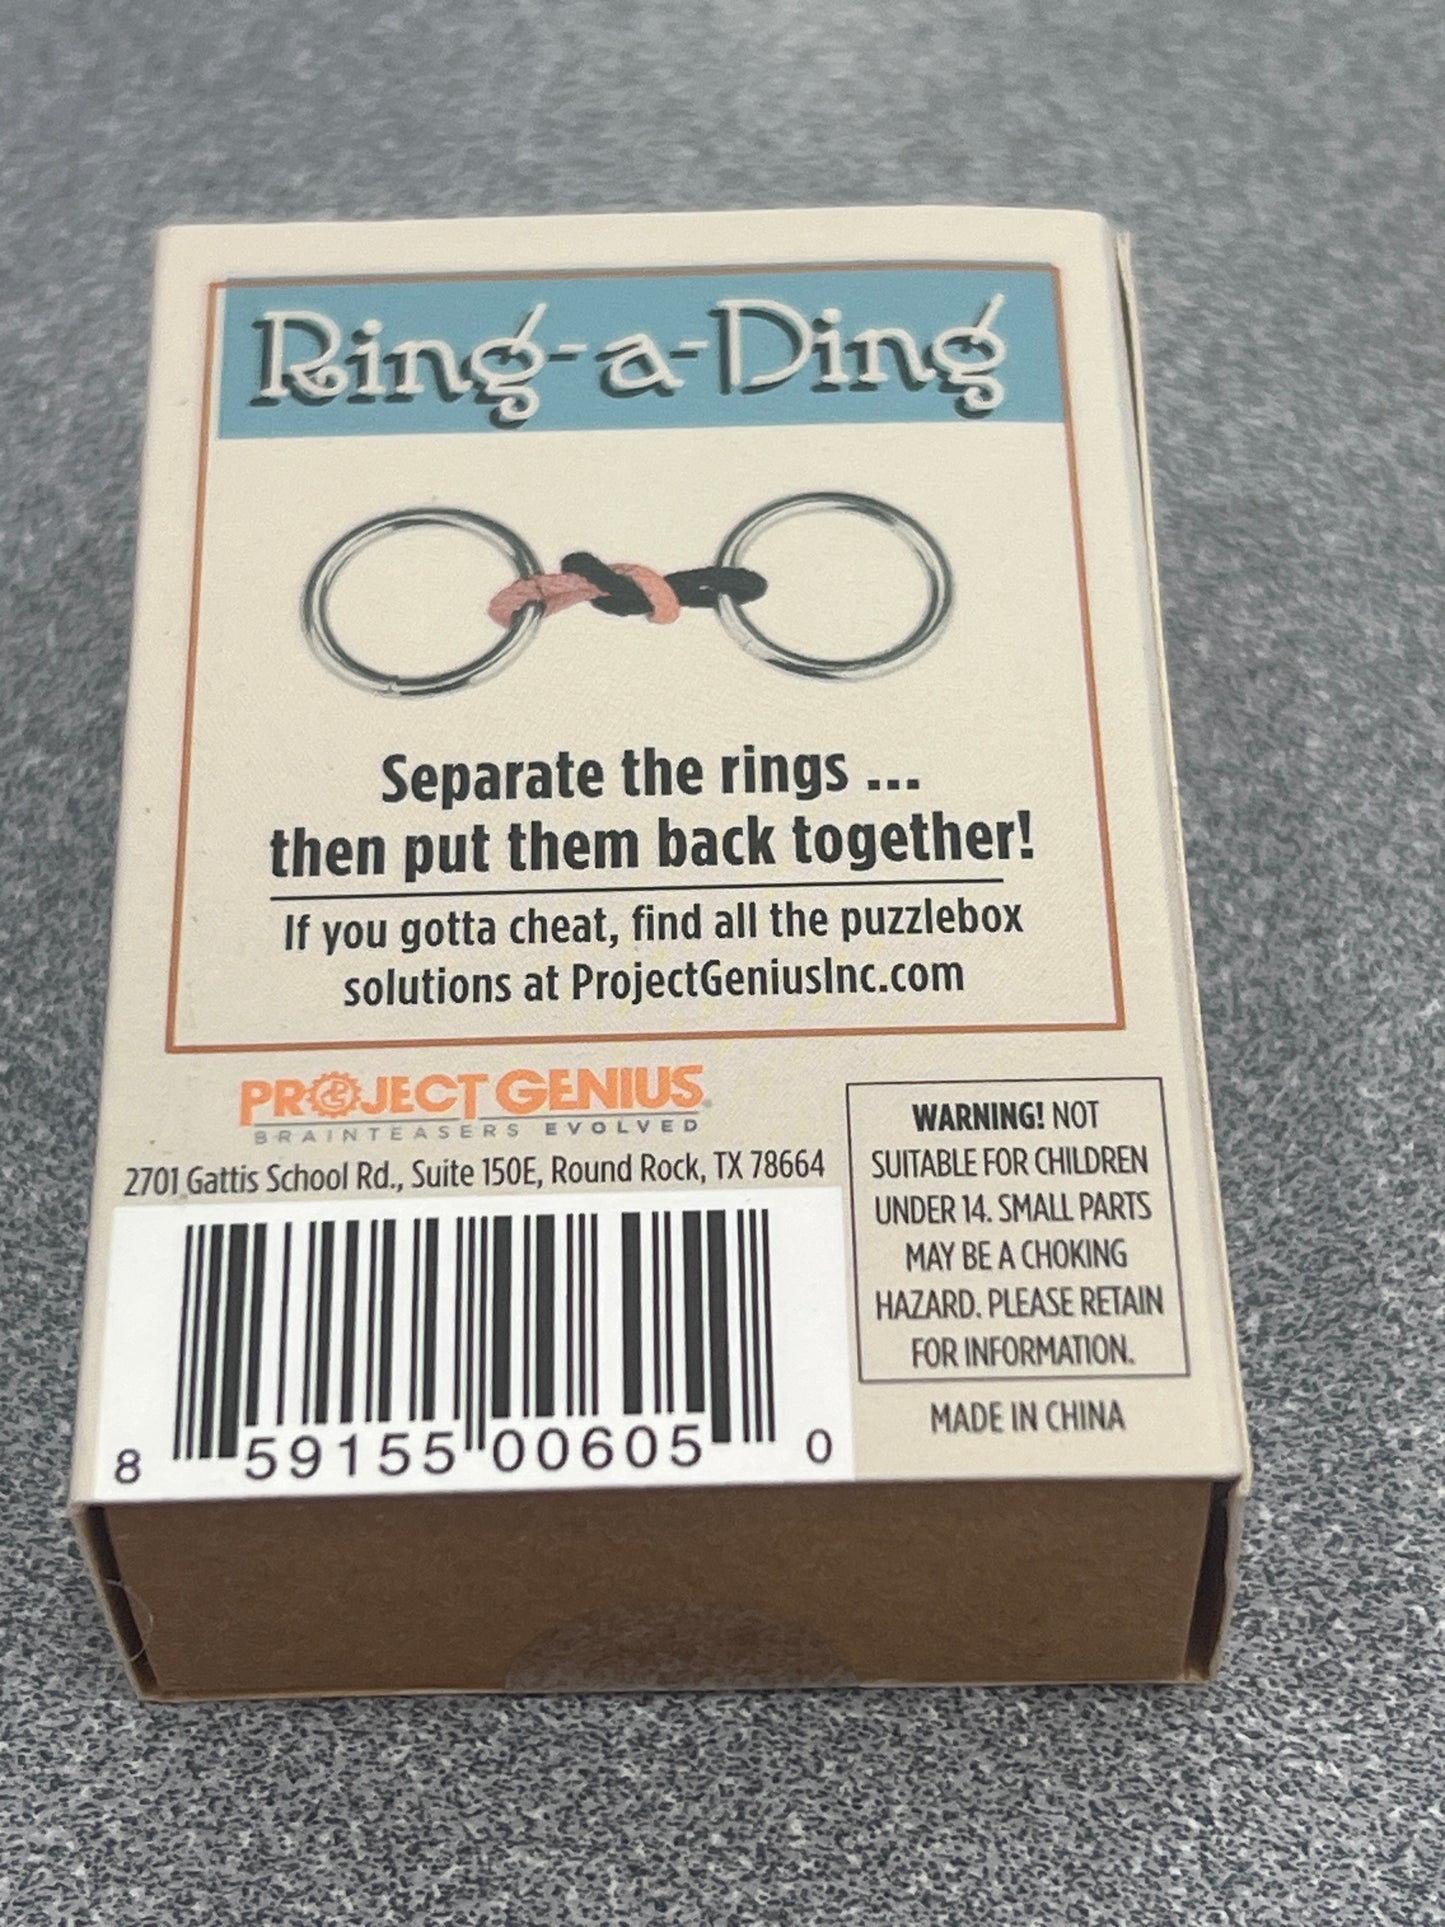 Ring-a-Ding
Separate the rings ...
then put them back together!
If you gotta cheat, find all the puzzlebox
solutions at ProjectGeniusInc.com
PROJECT GENIUS
BRAINTEASERS EVOLVED
2701 Gattis School Rd., Suite 150E, Round Rock, TX 78664
8 59155 00605 0
WARNING! NOT
SUITABLE FOR CHILDREN
UNDER 14. SMALL PARTS
MAY BE A CHOKING
HAZARD. PLEASE RETAIN
FOR INFORMATION.
MADE IN CHINA